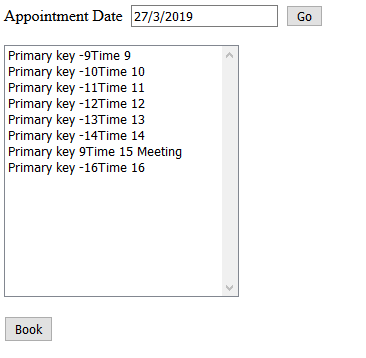 Appointment Date 27/3/2019 Go
Primary key -9Time 9
Primary key -10Time 10
Primary key -11Time 11
Primary key -12Time 12
Primary key -13Time 13
Primary key -14Time 14
Primary key 9Time 15 Meeting
Primary key -16Time 16
Book